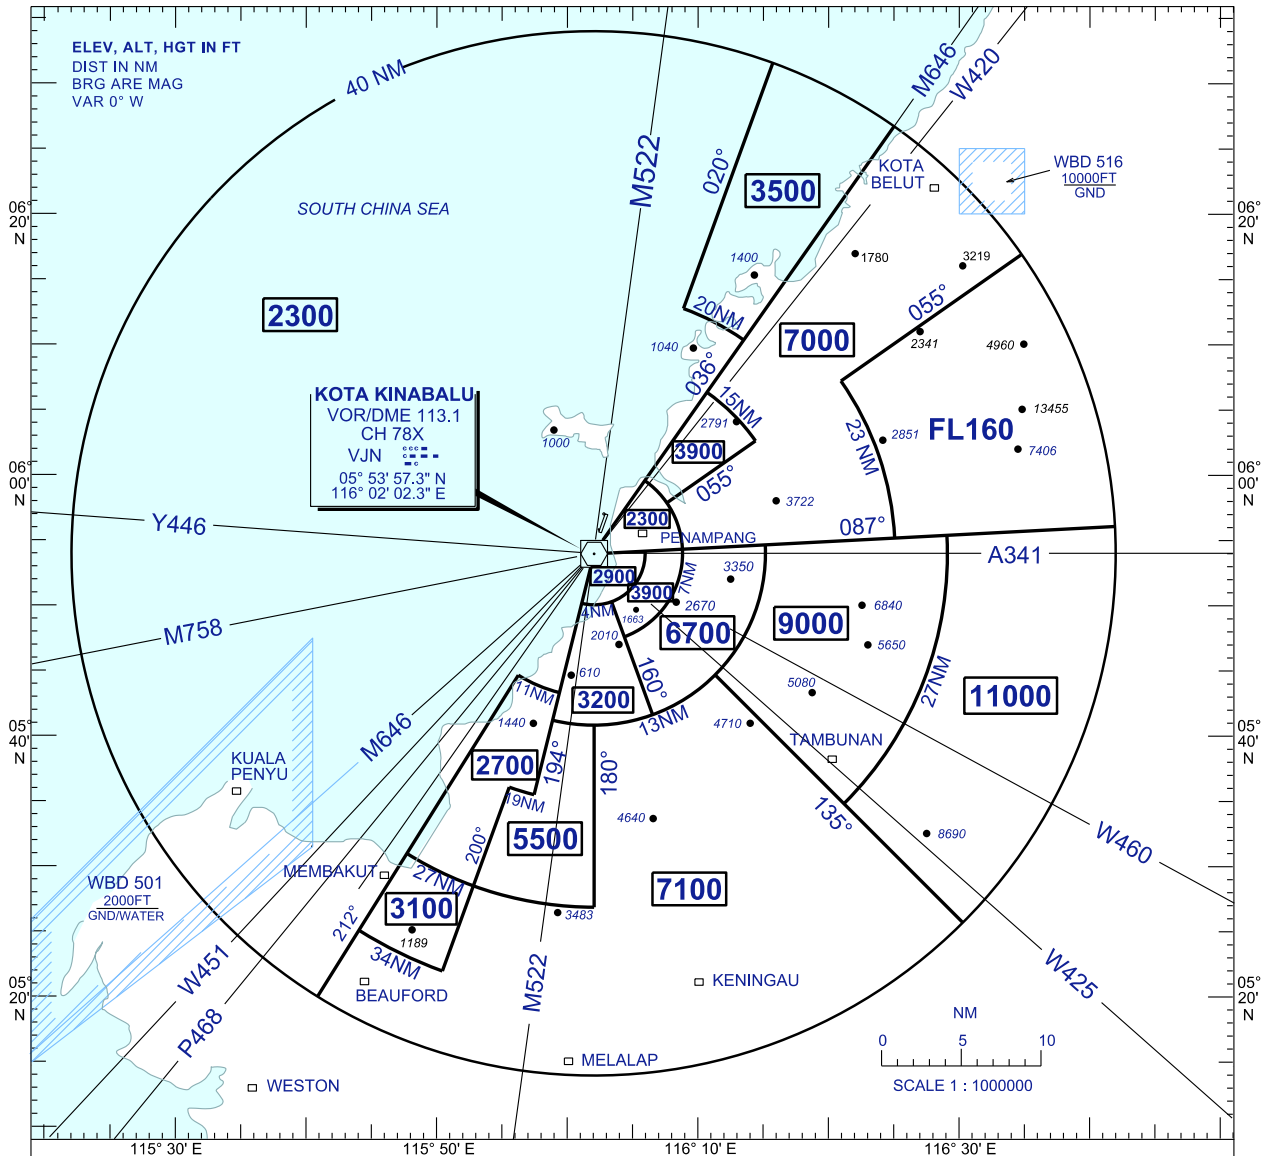 ELEV, ALT, HGT IN FT
DIST IN NM
BRG ARE MAG
VAR 0° W
40 NM
M522
M646
W420
020°
3500
KOTA
BELUT
WBD 516
10000FT
GND
06°
20'
N
06°
20'
N
SOUTH CHINA SEA
1400
1780
3219
2300
20NM
055°
7000
2341
4960
1040
036°
KOTA KINABALU
VOR/DME 113.1
CH 78X
VJN
05° 53' 57.3" N
116° 02' 02.3" E
15NM
2791
13455
1000
3900
23 NM
2851
FL160
7406
06°
00'
N
06°
00'
N
055°
3722
Y446
2300
PENAMPANG
087°
A341
2900
3900
7NM
3350
4NM
1663
2670
6840
M758
2010
6700
9000
5650
610
160°
5080
27NM
11000
3200
11NM
13NM
1440
4710
M646
05°
40'
N
05°
40'
N
TAMBUNAN
KUALA
PENYU
2700
194°
180°
19NM
135°
4640
5500
200°
8690
W460
MEMBAKUT
27NM
WBD 501
2000FT
GND/WATER
7100
3100
212°
1189
3483
34NM
W451
M522
W425
BEAUFORD
KENINGAU
05°
20'
N
05°
20'
N
P468
NM
0
5
10
MELALAP
WESTON
SCALE 1 : 1000000
115° 30' E
115° 50' E
116° 10' E
116° 30' E